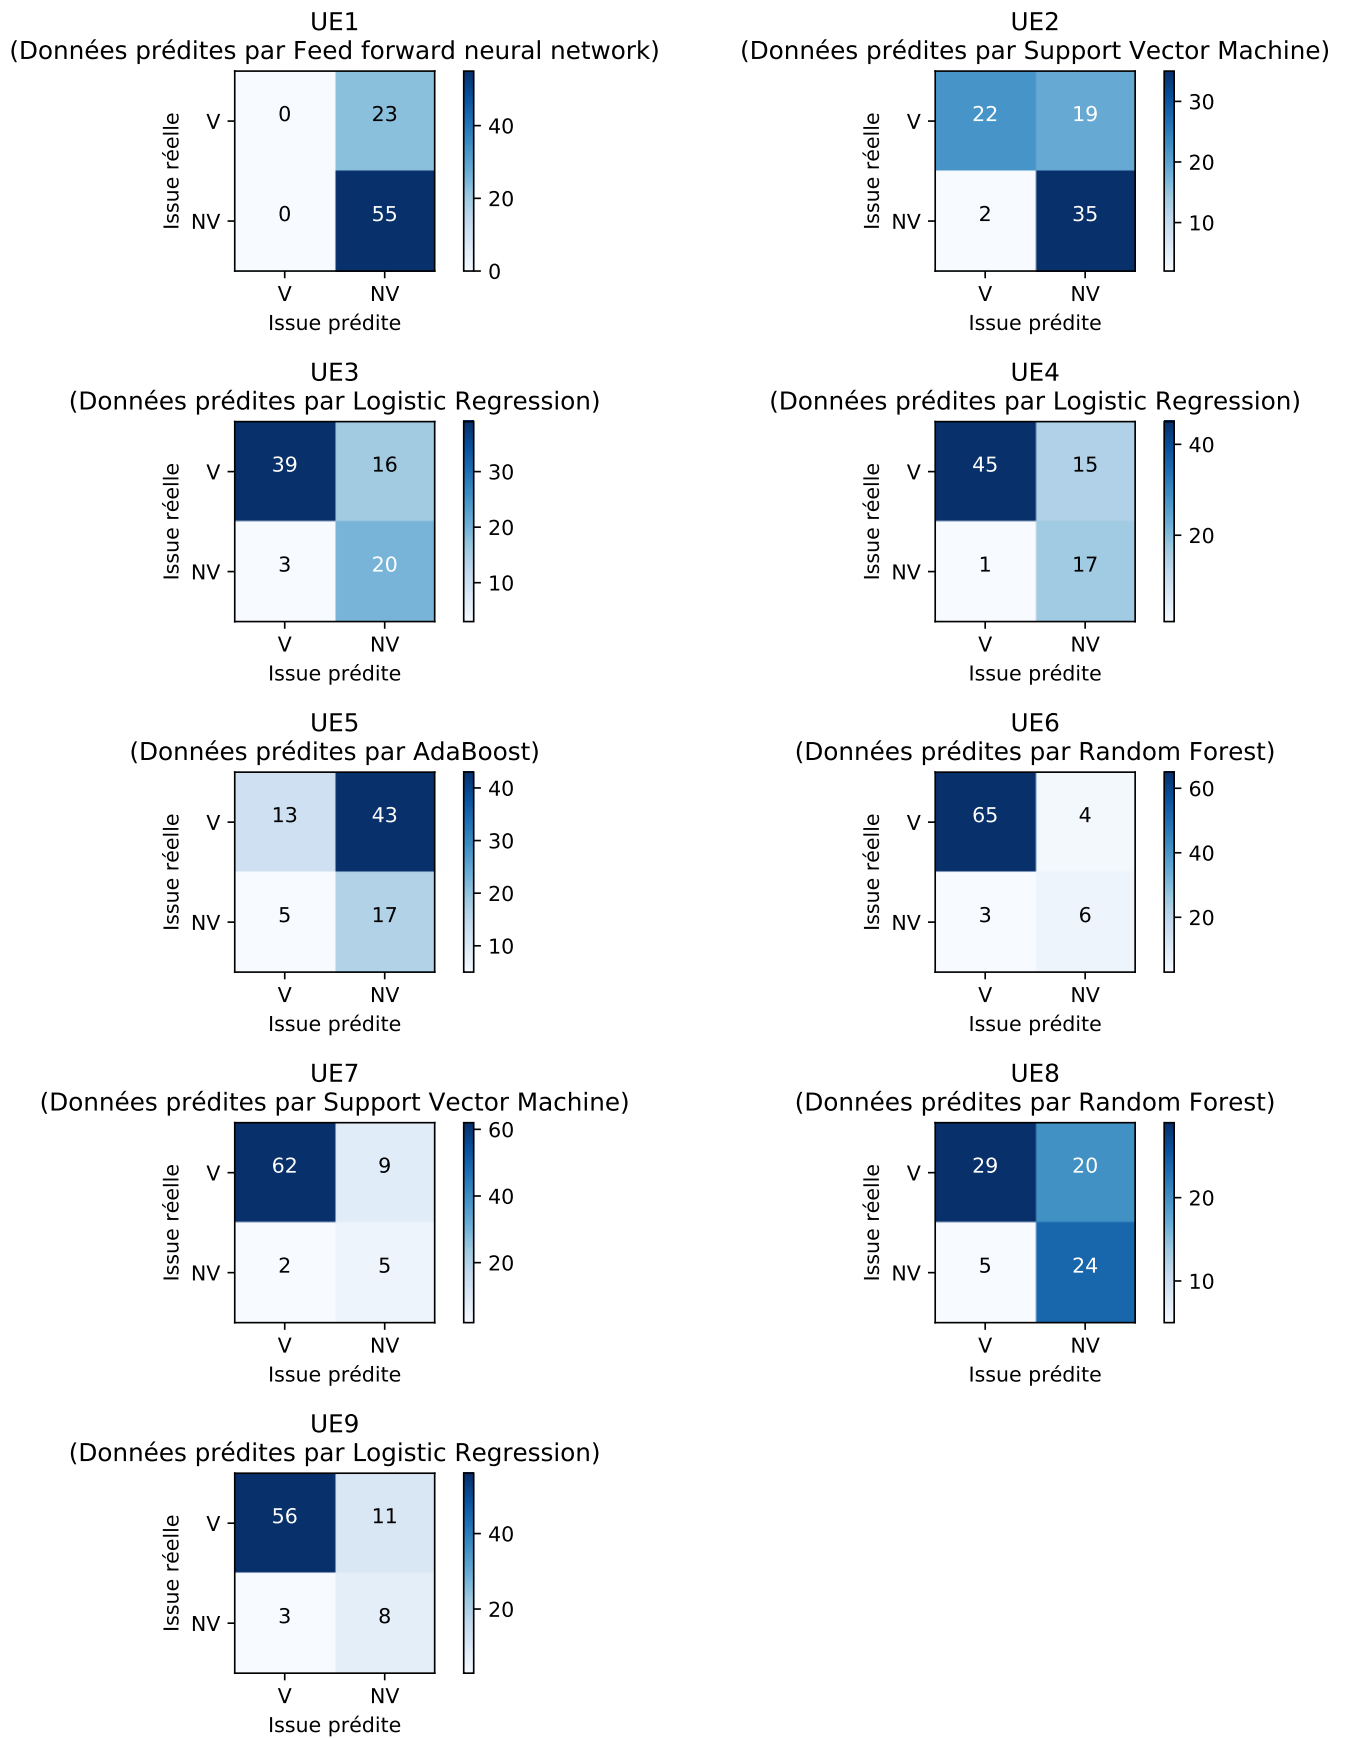 UE1
(Données prédites par Feed forward neural network)
Issue réelle
V
0
23
NV
0
55
V
NV
Issue prédite
40
20
0
UE2
(Données prédites par Support Vector Machine)
Issue réelle
V
22
19
NV
2
35
V
NV
Issue prédite
30
20
10
UE3
(Données prédites par Logistic Regression)
Issue réelle
V
39
16
NV
3
20
V
NV
Issue prédite
30
20
10
UE4
(Données prédites par Logistic Regression)
Issue réelle
V
45
15
NV
1
17
V
NV
Issue prédite
40
20
UE5
(Données prédites par AdaBoost)
Issue réelle
V
13
43
NV
5
17
V
NV
Issue prédite
40
30
20
10
UE6
(Données prédites par Random Forest)
Issue réelle
V
65
4
NV
3
6
V
NV
Issue prédite
60
40
20
UE7
(Données prédites par Support Vector Machine)
Issue réelle
V
62
9
NV
2
5
V
NV
Issue prédite
60
40
20
UE8
(Données prédites par Random Forest)
Issue réelle
V
29
20
NV
5
24
V
NV
Issue prédite
20
10
UE9
(Données prédites par Logistic Regression)
Issue réelle
V
56
11
NV
3
8
V
NV
Issue prédite
40
20